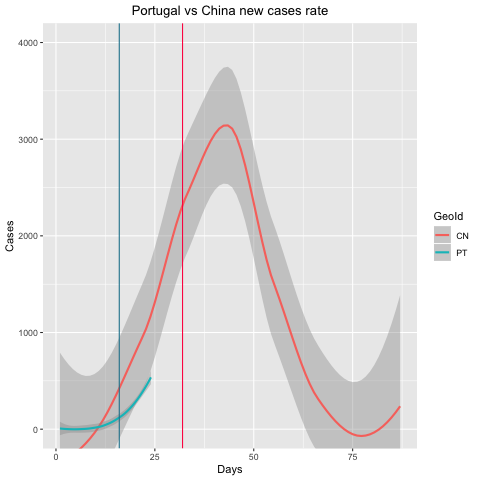 Portugal vs China new cases rate
4000
3000
2000
1000
0
Cases
0 25 50 75
Days
GeoId
CN
PT